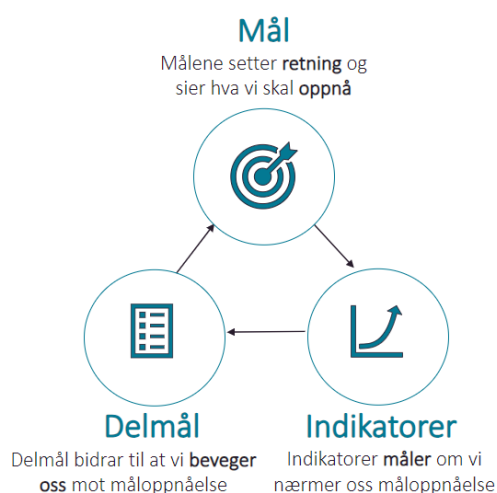 Mål
Målene setter retning og
sier hva vi skal oppnå
Delmål
Delmål bidrar til at vi beveger
oss mot måloppnåelse
Indikatorer
Indikatorer måler om vi
nærmer oss måloppnåelse